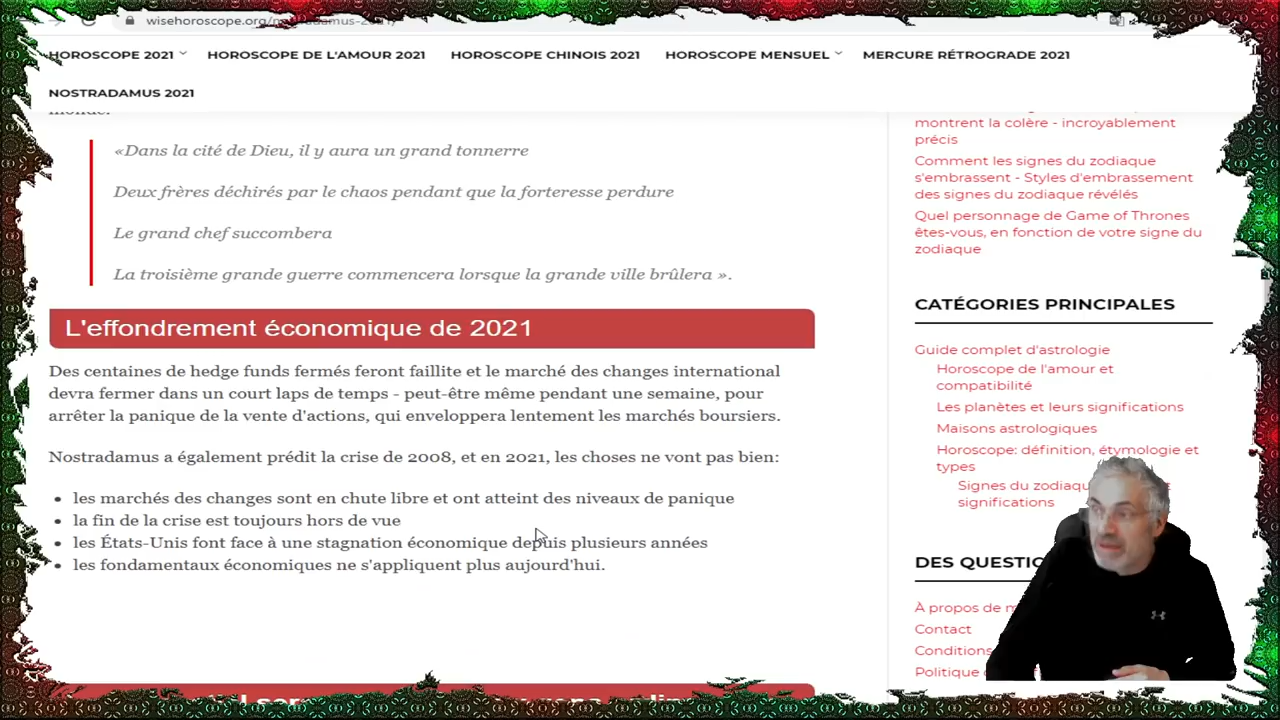 wisehoroscope.org/
HOROSCOPE 2021
HOROSCOPE DE L'AMOUR 2021
HOROSCOPE CHINOIS 2021
HOROSCOPE MENSUEL
MERCURE RÉTROGRADE 2021
NOSTRADAMUS 2021
monde.
«Dans la cité de Dieu, il y aura un grand tonnerre
Deux frères déchirés par le chaos pendant que la forteresse perdure
Le grand chef succombera
La troisième grande guerre commencera lorsque la grande ville brûlera ».
L'effondrement économique de 2021
Des centaines de hedge funds fermés feront faillite et le marché des changes international
devra fermer dans un court laps de temps - peut-être même pendant une semaine, pour
arrêter la panique de la vente d'actions, qui enveloppera lentement les marchés boursiers.
Nostradamus a également prédit la crise de 2008, et en 2021, les choses ne vont pas bien:
les marchés des changes sont en chute libre et ont atteint des niveaux de panique
la fin de la crise est toujours hors de vue
les États-Unis font face à une stagnation économique depuis plusieurs années
les fondamentaux économiques ne s'appliquent plus aujourd'hui.
montrent la colère - incroyablement
précis
Comment les signes du zodiaque
s'embrassent - Styles d'embrassement
des signes du zodiaque révélés
Quel personnage de Game of Thrones
êtes-vous, en fonction de votre signe du
zodiaque
CATÉGORIES PRINCIPALES
Guide complet d'astrologie
Horoscope de l'amour et
compatibilité
Les planètes et leurs significations
Maisons astrologiques
Horoscope: définition, étymologie et
types
Signes du
significations
DES
À propos de
Contact
Conditions
Politique